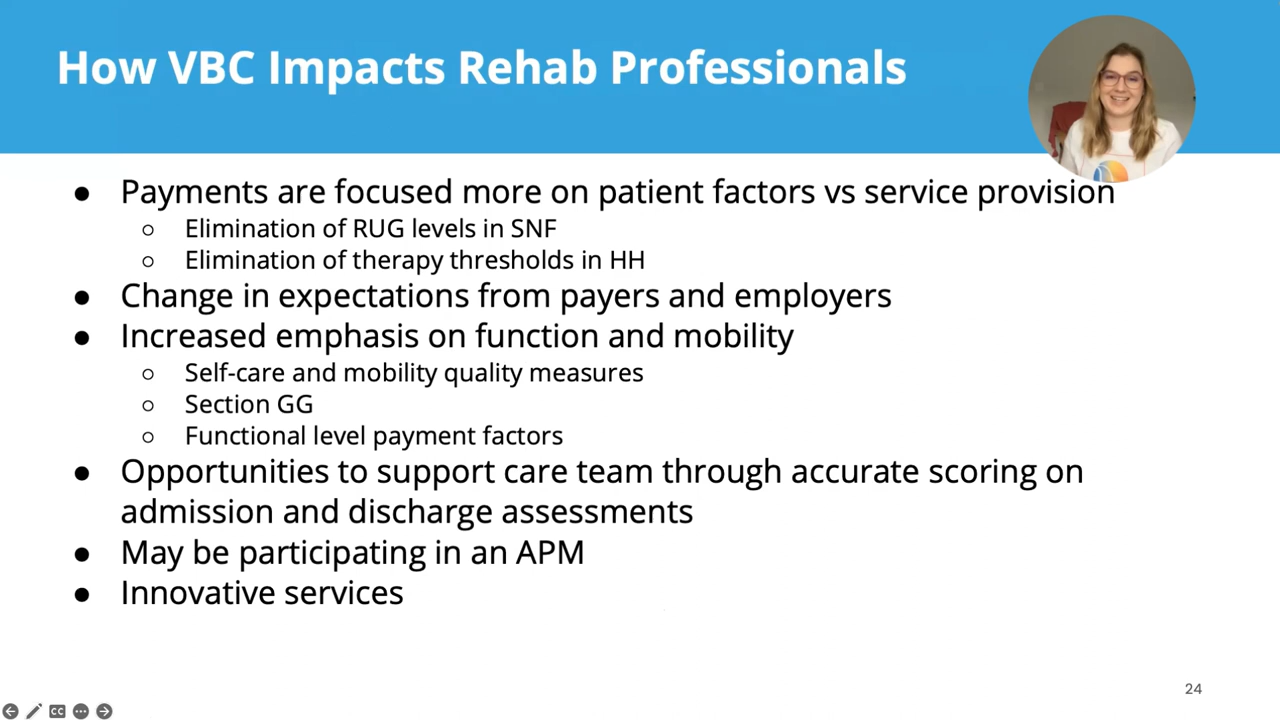 How VBC Impacts Rehab Professionals
● Payments are focused more on patient factors vs service provision
○ Elimination of RUG levels in SNF
○ Elimination of therapy thresholds in HH
● Change in expectations from payers and employers
● Increased emphasis on function and mobility
○ Self-care and mobility quality measures
○ Section GG
○ Functional level payment factors
● Opportunities to support care team through accurate scoring on
admission and discharge assessments
● May be participating in an APM
● Innovative services
24
CC